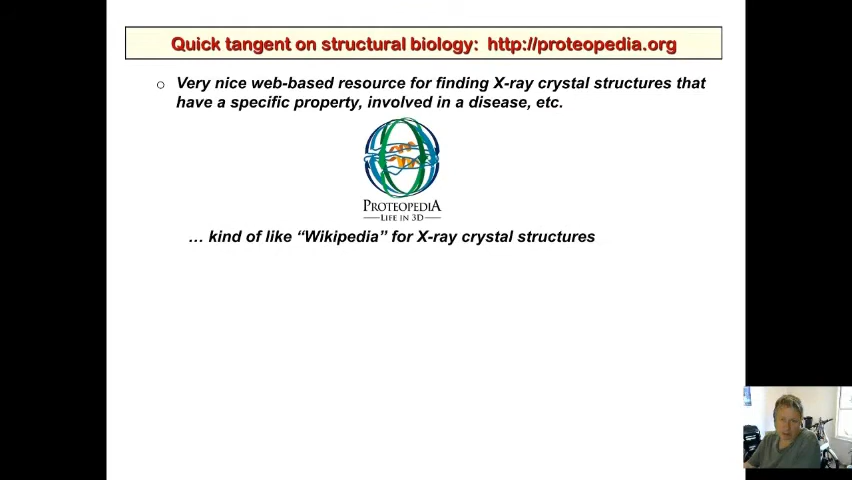 Quick tangent on structural biology: http://proteopedia.org
o Very nice web-based resource for finding X-ray crystal structures that
have a specific property, involved in a disease, etc.
PROTEOPEDIA
LIFE IN 3D
… kind of like “Wikipedia” for X-ray crystal structures